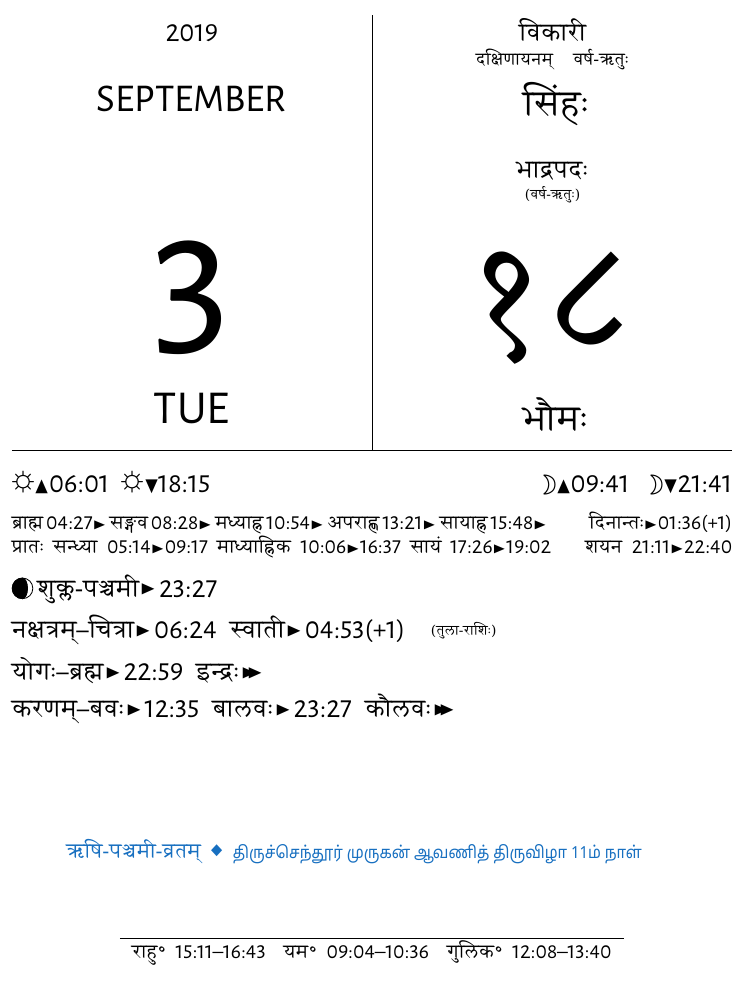 2019
SEPTEMBER
3
TUE
विकारी
दक्षिणायनम् वर्ष-ऋतुः
सिंहः
भाद्रपदः
(वर्ष-ऋतुः)
१८
भौमः
☼▲06:01 ☼▼18:15 ☽▲09:41 ☽▼21:41
ब्राह्म 04:27► सङ्गव 08:28► मध्याह्न 10:54► अपराह्ण 13:21► सायाह्न 15:48► दिनान्तः►01:36(+1)
प्रातः सन्ध्या 05:14►09:17 माध्याह्निक 10:06►16:37 सायं 17:26►19:02 शयन 21:11►22:40
शुक्ल-पञ्चमी► 23:27
नक्षत्रम्–चित्रा► 06:24 स्वाती► 04:53(+1) (तुला-राशिः)
योगः–ब्रह्म► 22:59 इन्द्रः►►
करणम्–बवः►12:35 बालवः►23:27 कौलवः►►
ऋषि-पञ्चमी-व्रतम् ◆ திருச்செந்தூர் முருகன் ஆவணித் திருவிழா 11ம் நாள்
राहु॰ 15:11–16:43 यम॰ 09:04–10:36 गुलिक॰ 12:08–13:40